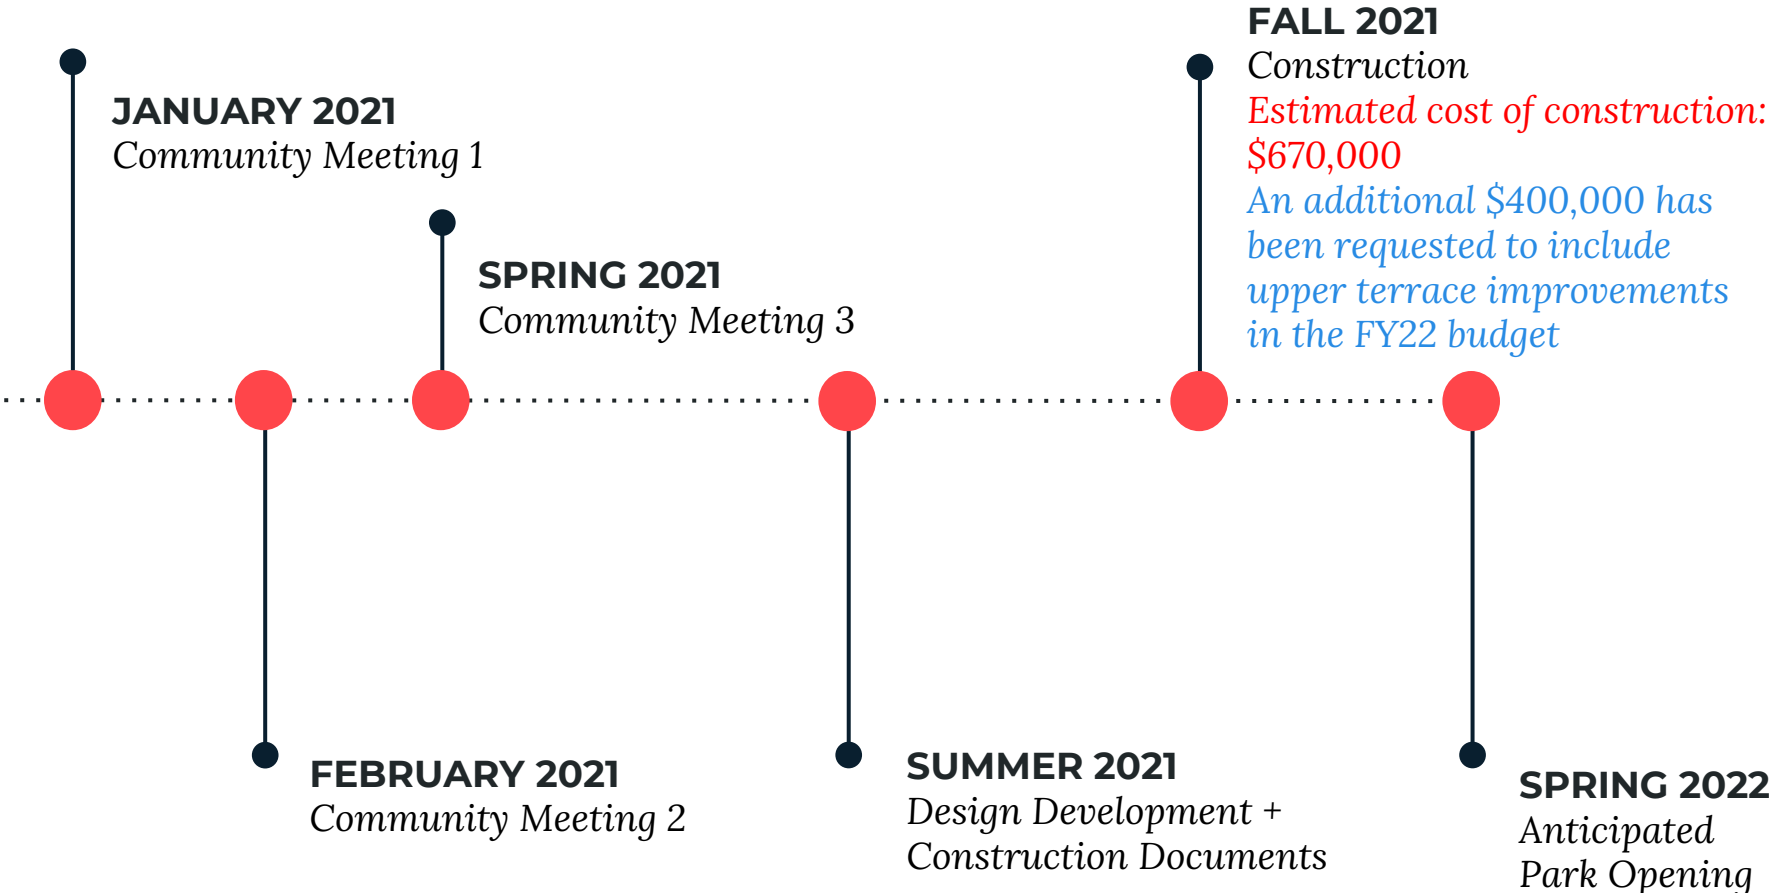 JANUARY 2021
Community Meeting 1
FEBRUARY 2021
Community Meeting 2
SPRING 2021
Community Meeting 3
SUMMER 2021
Design Development +
Construction Documents
FALL 2021
Construction
Estimated cost of construction:
$670,000
An additional $400,000 has
been requested to include
upper terrace improvements
in the FY22 budget
SPRING 2022
Anticipated
Park Opening